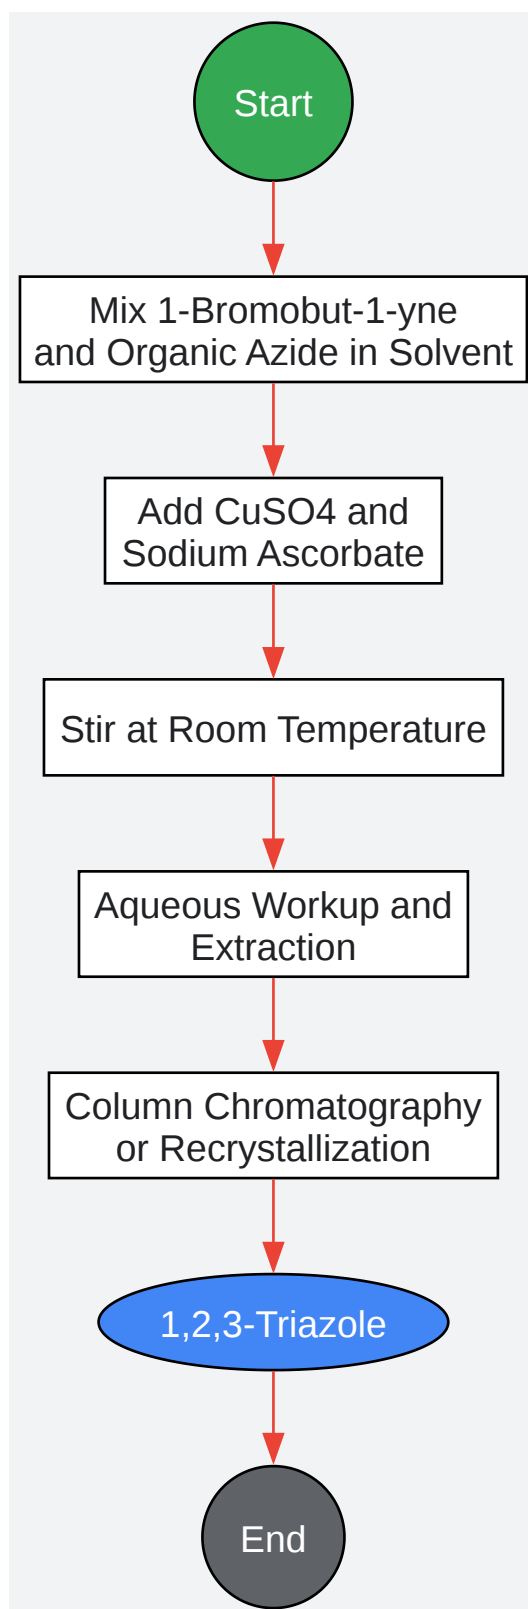 Start
Mix 1-Bromobut-1-yne
and Organic Azide in Solvent
Add CuSO4 and
Sodium Ascorbate
Stir at Room Temperature
Aqueous Workup and
Extraction
Column Chromatography
or Recrystallization
1,2,3-Triazole
End